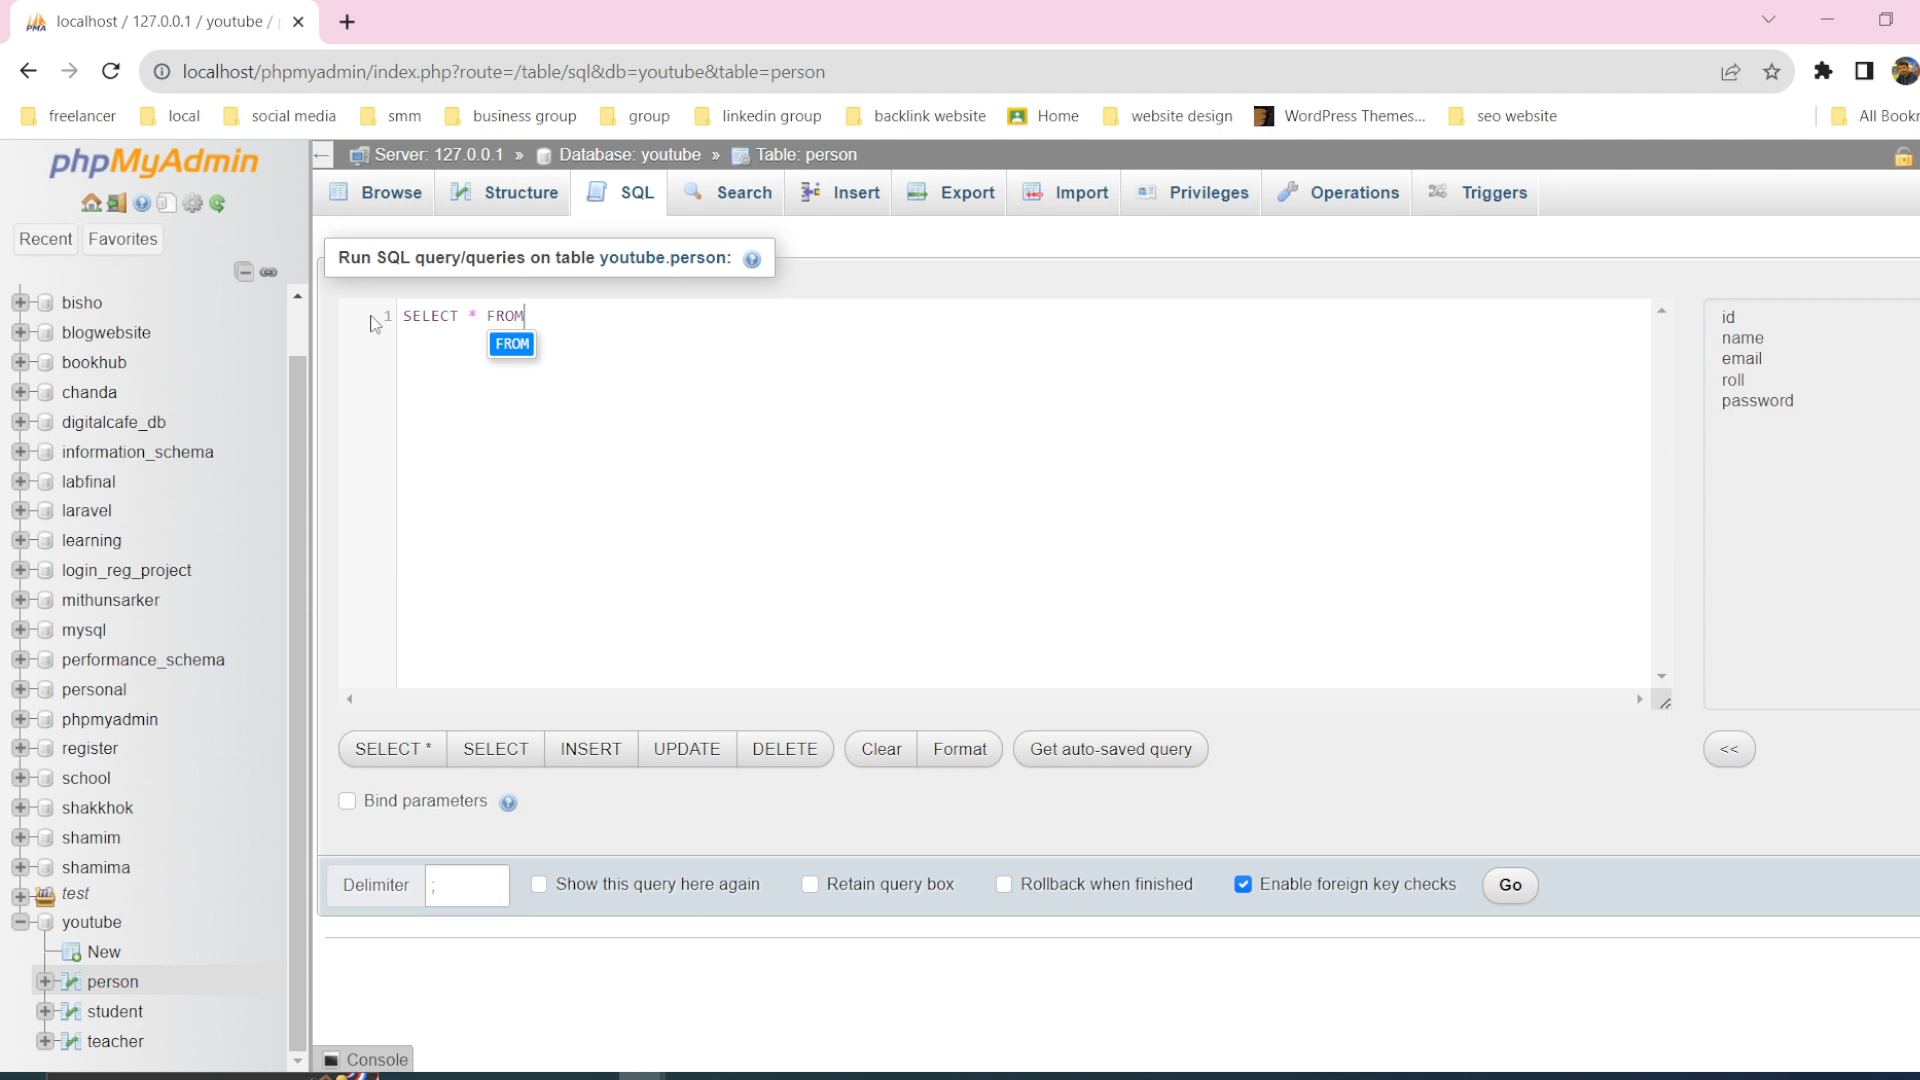 localhost / 127.0.0.1 / youtube /
localhost/phpmyadmin/index.php?route=/table/sql&db=youtube&table=person
freelancer local social media smm business group group linkedin group backlink website Home website design WordPress Themes... seo website All Bookr
phpMyAdmin
Recent Favorites
bisho
blogwebsite
bookhub
chanda
digitalcafe_db
information_schema
labfinal
laravel
learning
login_reg_project
mithunsarker
mysql
performance_schema
personal
phpmyadmin
register
school
shakkhok
shamim
shamima
test
youtube
New
person
student
teacher
Server: 127.0.0.1 » Database: youtube » Table: person
Browse Structure SQL Search Insert Export Import Privileges Operations Triggers
Run SQL query/queries on table youtube.person:
1 SELECT * FROM
FROM
id
name
email
roll
password
SELECT * SELECT INSERT UPDATE DELETE Clear Format Get auto-saved query <<
Bind parameters
Delimiter ; Show this query here again Retain query box Rollback when finished Enable foreign key checks Go
Console